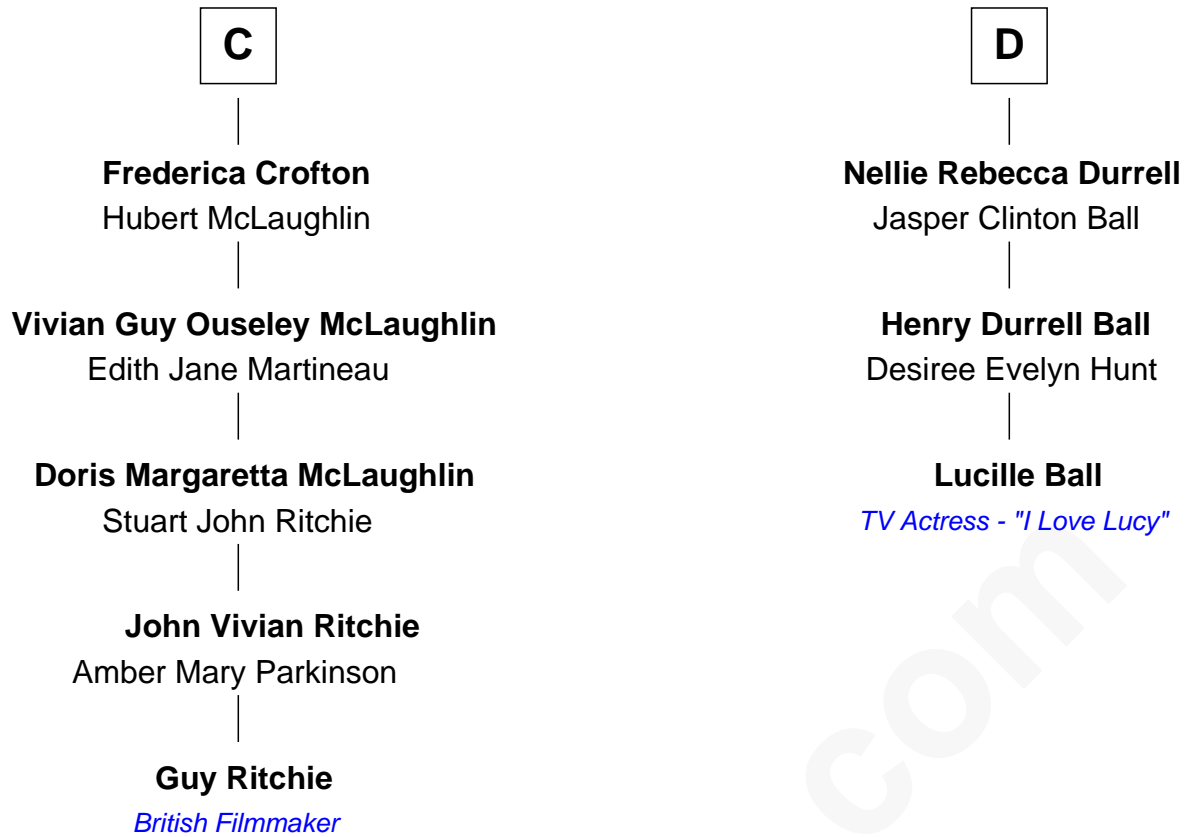 C
Frederica Crofton
Hubert McLaughlin
Vivian Guy Ouseley McLaughlin
Edith Jane Martineau
Doris Margaretta McLaughlin
Stuart John Ritchie
John Vivian Ritchie
Amber Mary Parkinson
Guy Ritchie
British Filmmaker
D
Nellie Rebecca Durrell
Jasper Clinton Ball
Henry Durrell Ball
Desiree Evelyn Hunt
Lucille Ball
TV Actress - "I Love Lucy"
com